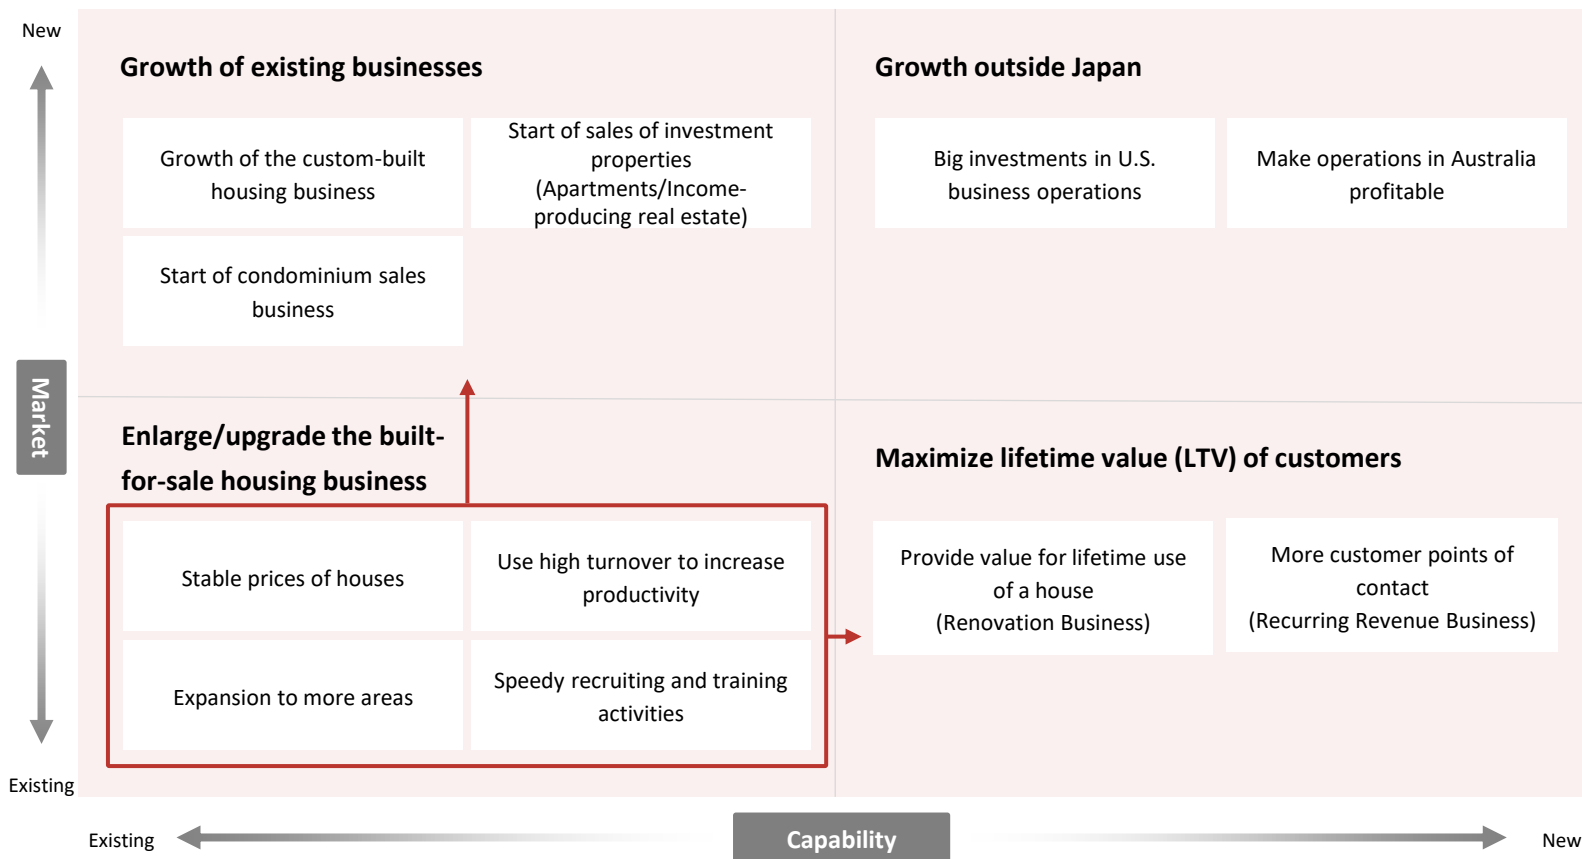 New
Growth of existing businesses
Growth of the custom-built
housing business
Start of sales of investment
properties
(Apartments/Income-
producing real estate)
Start of condominium sales
business
Growth outside Japan
Big investments in U.S.
business operations
Make operations in Australia
profitable
Market
Enlarge/upgrade the built-
for-sale housing business
Stable prices of houses
Use high turnover to increase
productivity
Expansion to more areas
Speedy recruiting and training
activities
Maximize lifetime value (LTV) of customers
Provide value for lifetime use
of a house
(Renovation Business)
More customer points of
contact
(Recurring Revenue Business)
Existing
Existing
Capability
New